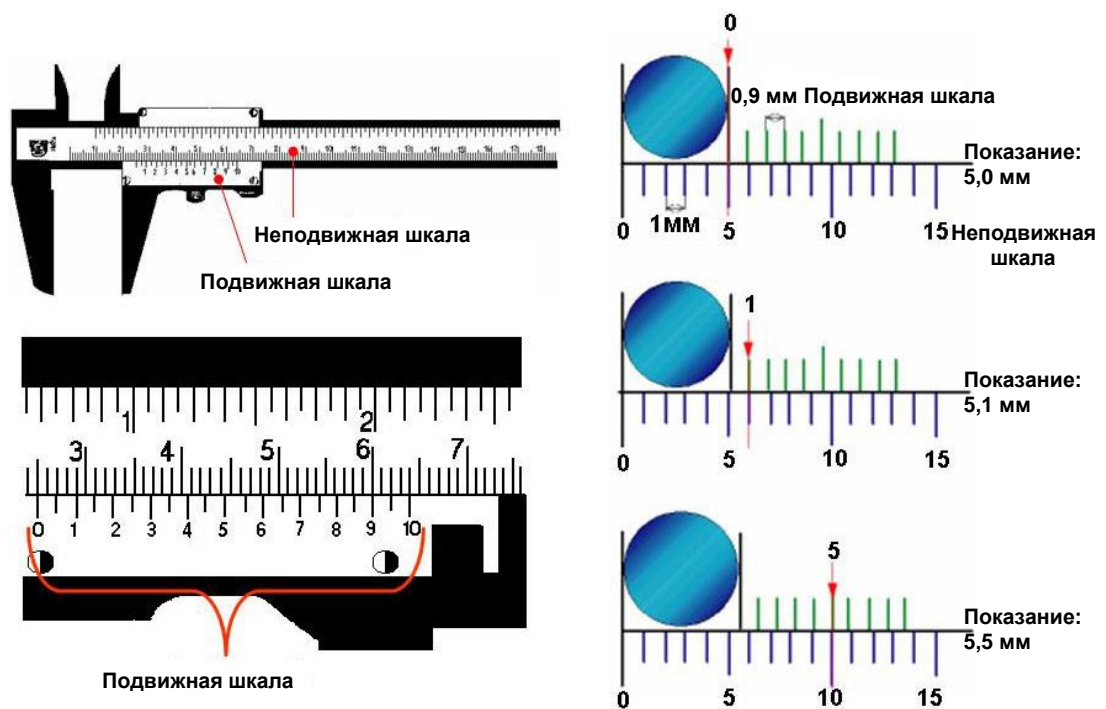 Неподвижная шкала
Подвижная шкала
1 2
3 4 5 6 7
0 1 2 3 4 5 6 7 8 9 10
Подвижная шкала
0
0,9 мм Подвижная шкала
Показание:
5,0 мм
0 1мм 5 10 15 Неподвижная
шкала
1
Показание:
5,1 мм
0 5 10 15
5
Показание:
5,5 мм
0 5 10 15